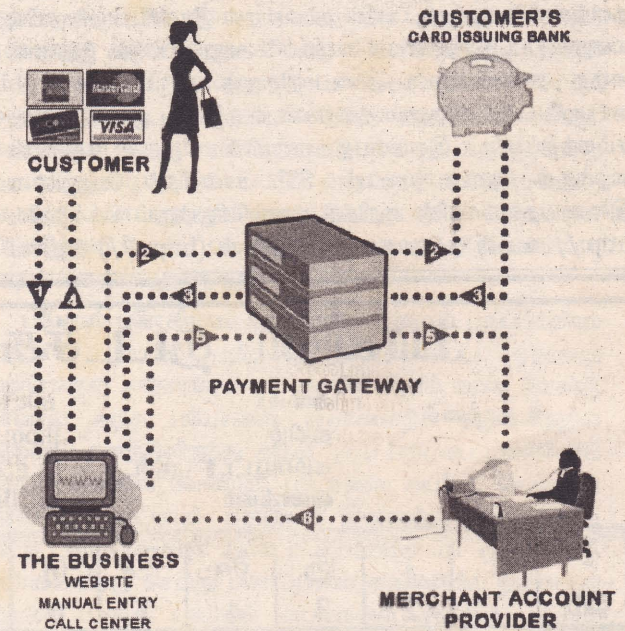 CUSTOMER'S
CARD ISSUING BANK
MasterCard
VISA
CUSTOMER
2
2
1
4
3
3
5
5
PAYMENT GATEWAY
WWW
6
THE BUSINESS
WEBSITE
MANUAL ENTRY
CALL CENTER
MERCHANT ACCOUNT
PROVIDER